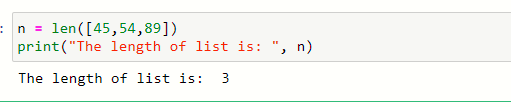 : n = len([45,54,89])
print("The length of list is: ", n)
The length of list is:  3